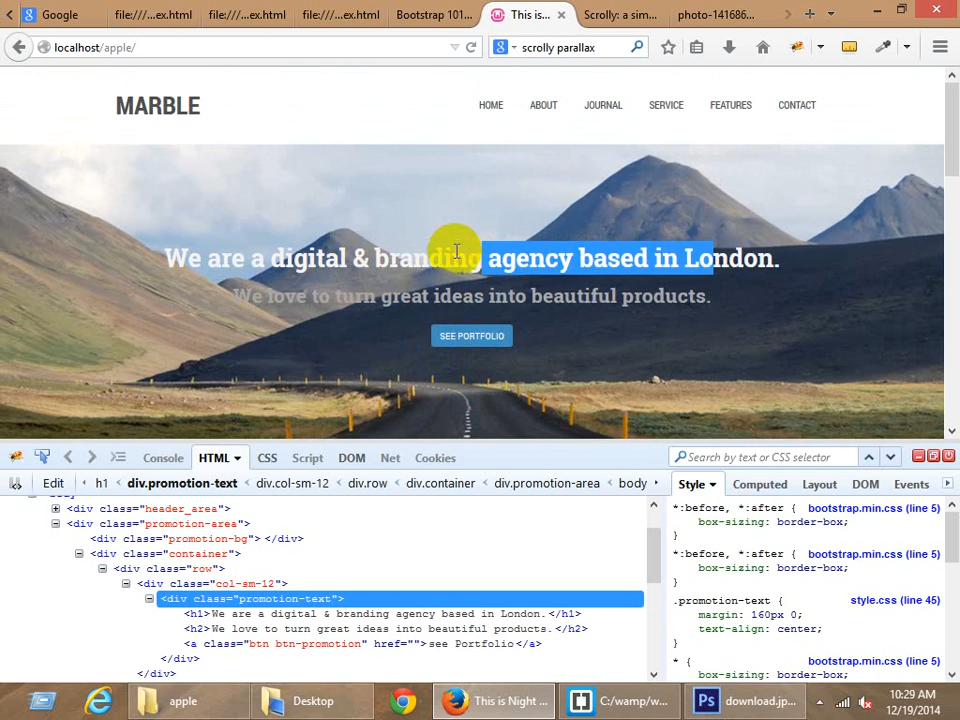 Google
file:///...ex.html
file:///...ex.html
file:///...ex.html
Bootstrap 101...
This is...
Scrolly: a sim...
photo-141686...
localhost/apple/
scrolly parallax
MARBLE
HOME
ABOUT
JOURNAL
SERVICE
FEATURES
CONTACT
We are a digital & branding agency based in London.
We love to turn great ideas into beautiful products.
SEE PORTFOLIO
Console
HTML
CSS
Script
DOM
Net
Cookies
Search by text or CSS selector
Edit
h1
div.promotion-text
div.col-sm-12
div.row
div.container
div.promotion-area
body
Style
Computed
Layout
DOM
Events
<div class="header_area">
<div class="promotion-area">
<div class="promotion-bg"> </div>
<div class="container">
<div class="row">
<div class="col-sm-12">
<div class="promotion-text">
<h1>We are a digital & branding agency based in London.</h1>
<h2>We love to turn great ideas into beautiful products.</h2>
<a class="btn btn-promotion" href="">see Portfolio</a>
</div>
</div>
*:before, *:after { bootstrap.min.css (line 5)
box-sizing: border-box;
}
*:before, *:after { bootstrap.min.css (line 5)
box-sizing: border-box;
}
.promotion-text { style.css (line 45)
margin: 160px 0;
text-align: center;
}
* { bootstrap.min.css (line 5)
apple
Desktop
This is Night ...
C:/wamp/w...
Ps
download.jp...
10:29 AM
12/19/2014